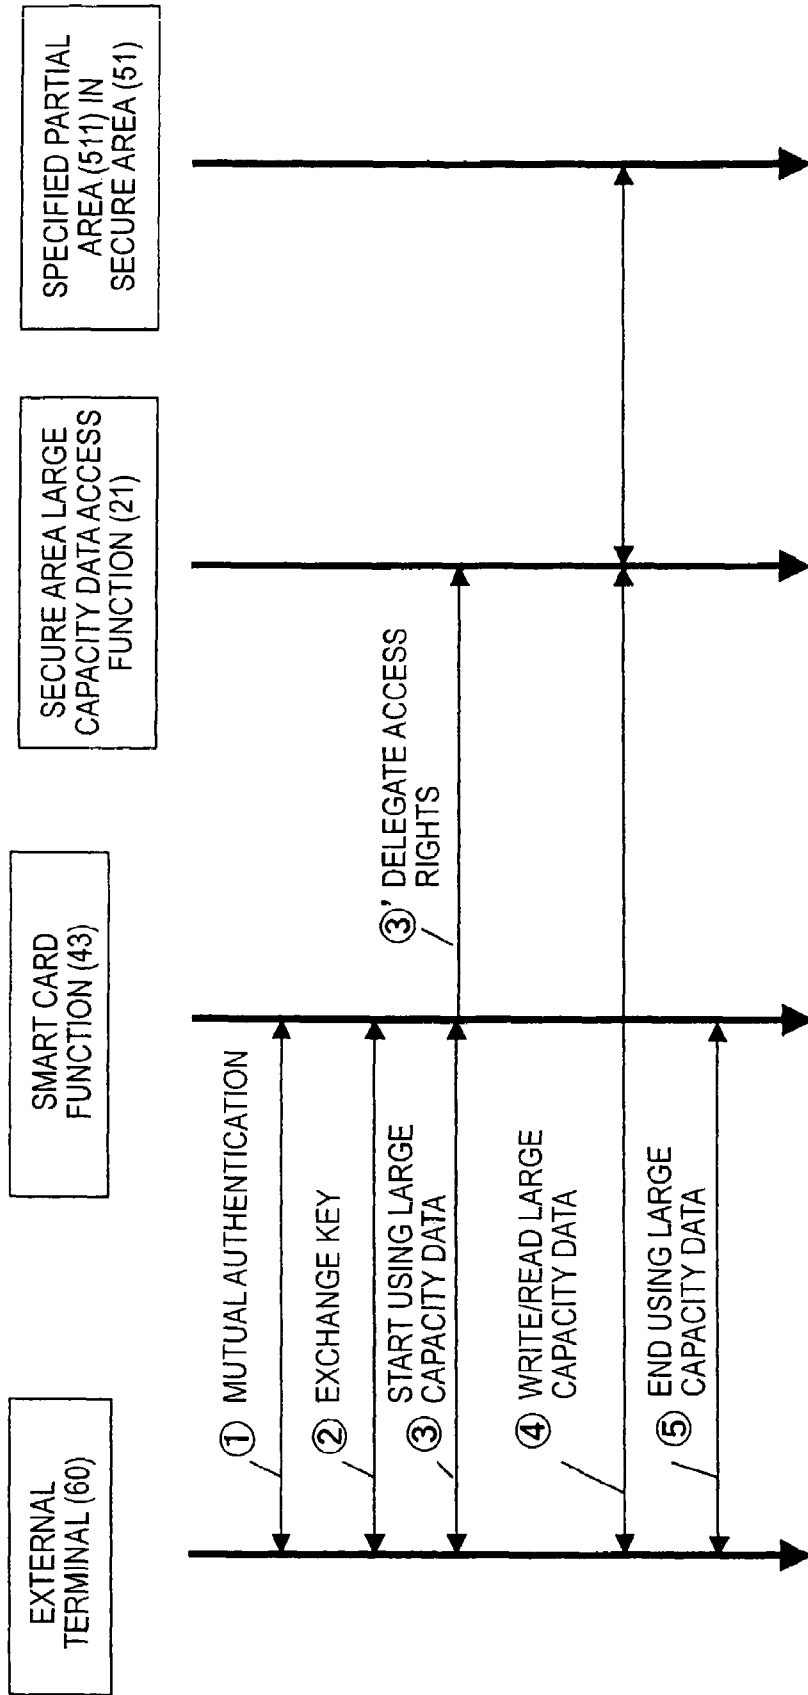 EXTERNAL
TERMINAL (60)
SMART CARD
FUNCTION (43)
SECURE AREA LARGE
CAPACITY DATA ACCESS
FUNCTION (21)
SPECIFIED PARTIAL
AREA (511) IN
SECURE AREA (51)
① MUTUAL AUTHENTICATION
② EXCHANGE KEY
③ START USING LARGE
CAPACITY DATA
③' DELEGATE ACCESS
RIGHTS
④ WRITE/READ LARGE
CAPACITY DATA
⑤ END USING LARGE
CAPACITY DATA